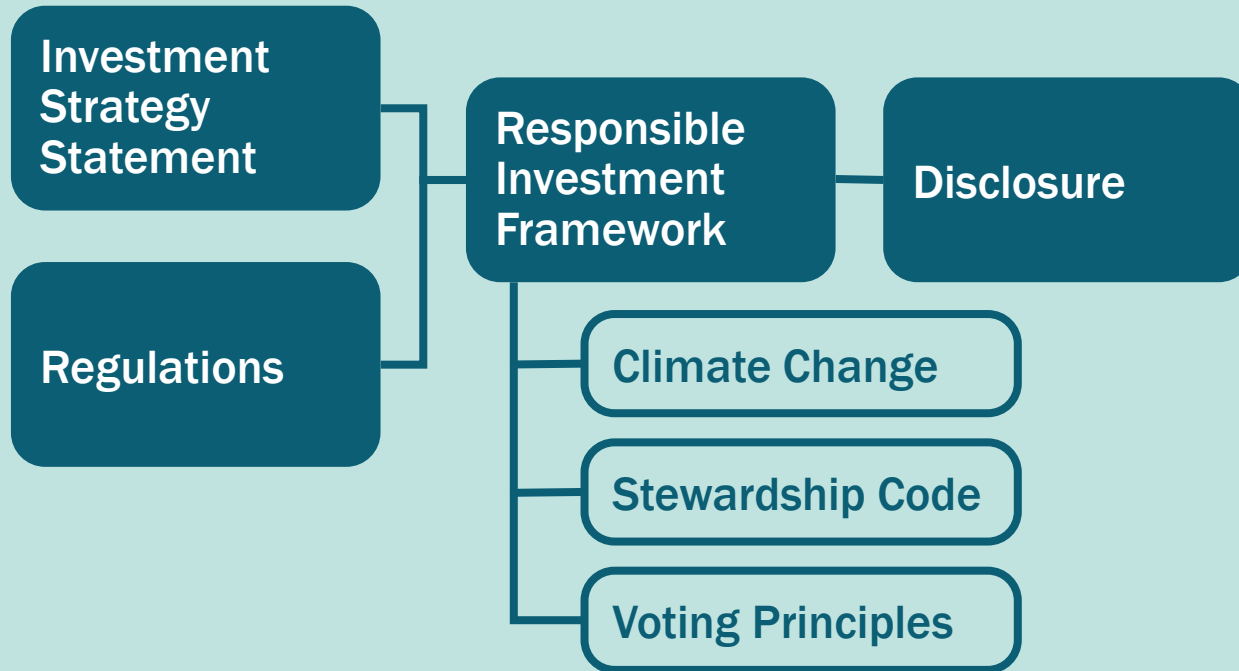 Investment
Strategy
Statement
Regulations
Responsible
Investment
Framework
Disclosure
Climate Change
Stewardship Code
Voting Principles